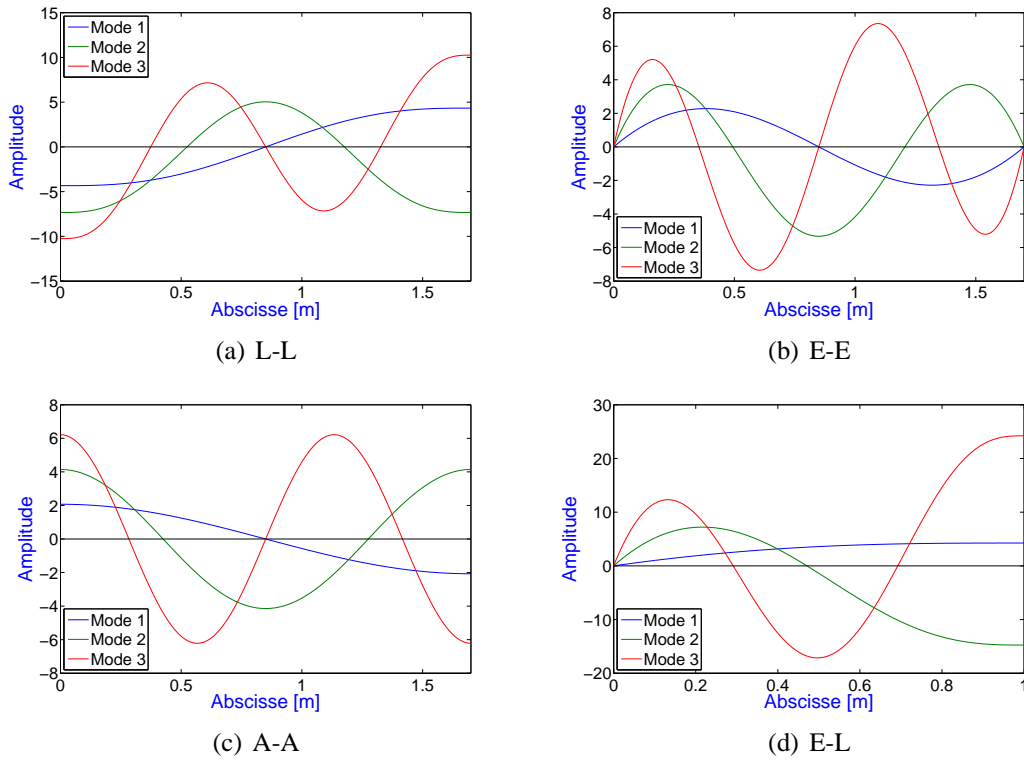 15
10
5
0
−5
−10
−15
0
0.5
1
1.5
Amplitude
Abscisse [m]
Mode 1
Mode 2
Mode 3
(a) L-L
8
6
4
2
0
−2
−4
−6
−8
0
0.5
1
1.5
Amplitude
Abscisse [m]
Mode 1
Mode 2
Mode 3
(b) E-E
8
6
4
2
0
−2
−4
−6
−8
0
0.5
1
1.5
Amplitude
Abscisse [m]
Mode 1
Mode 2
Mode 3
(c) A-A
30
20
10
0
−10
−20
0
0.2
0.4
0.6
0.8
1
Amplitude
Abscisse [m]
Mode 1
Mode 2
Mode 3
(d) E-L